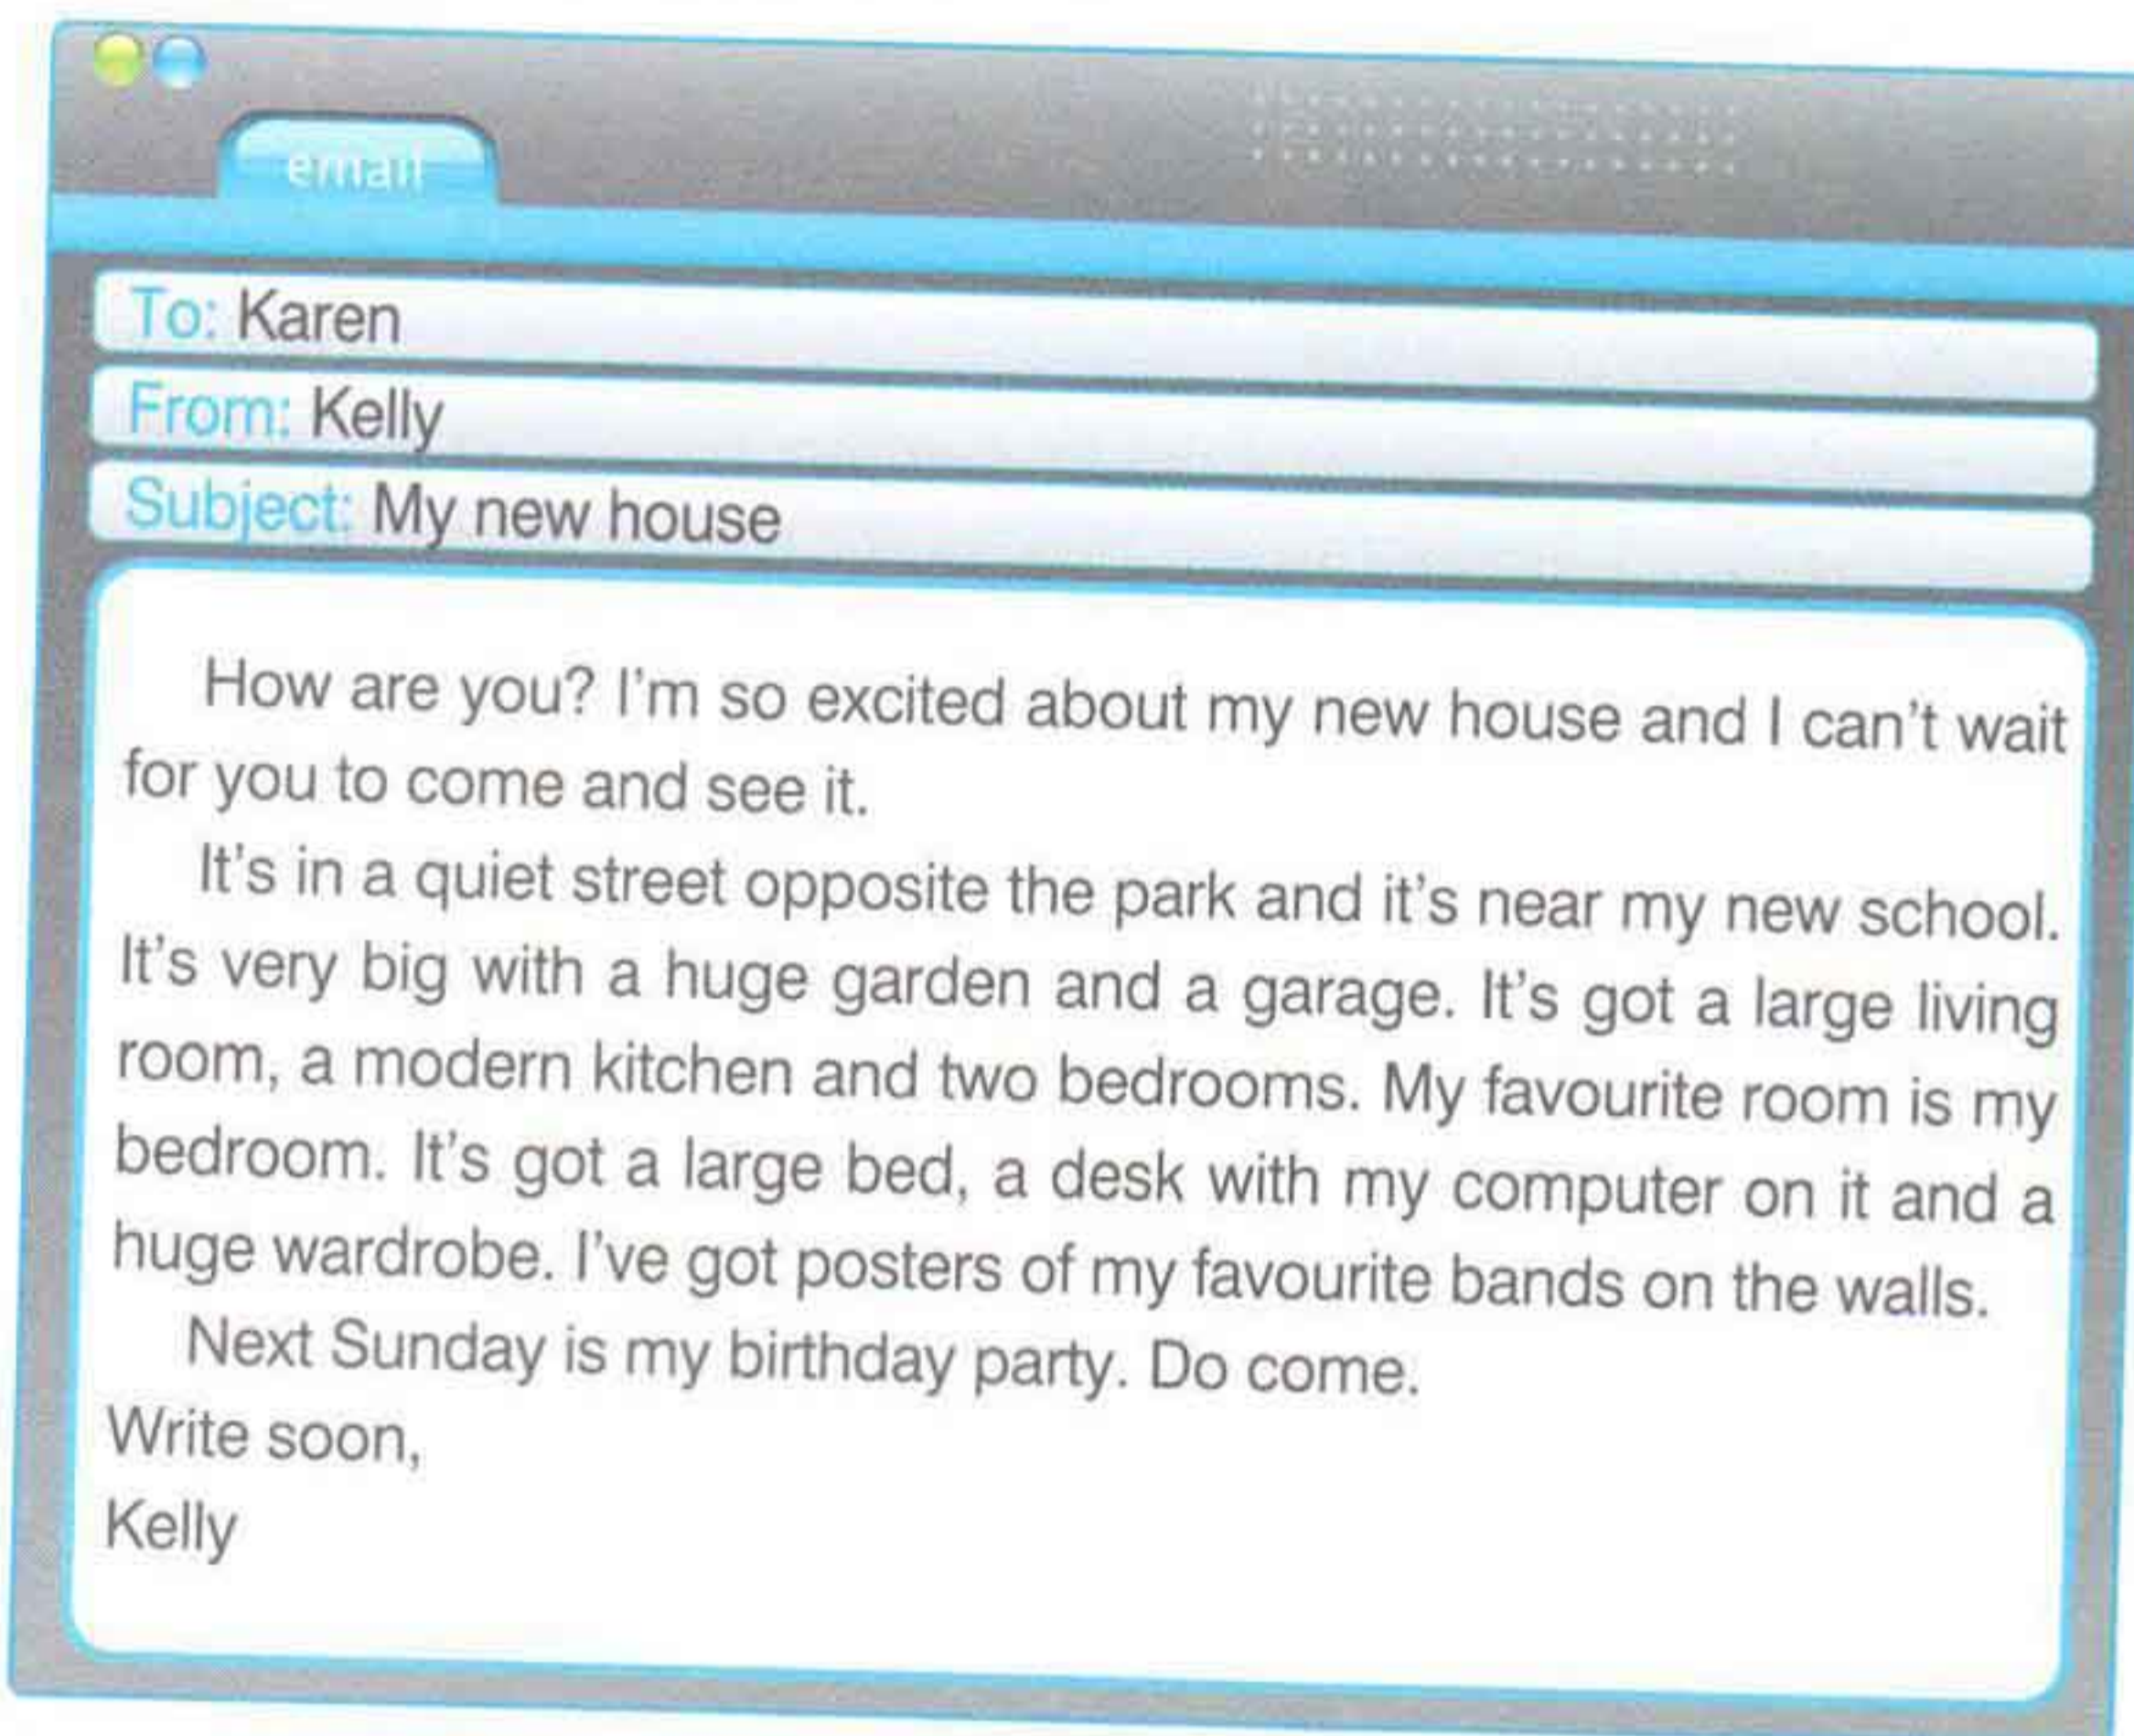 email
To: Karen
From: Kelly
Subject: My new house
How are you? I'm so excited about my new house and I can't wait
for you to come and see it.
It's in a quiet street opposite the park and it's near my new school.
It's very big with a huge garden and a garage. It's got a large living
room, a modern kitchen and two bedrooms. My favourite room is my
bedroom. It's got a large bed, a desk with my computer on it and a
huge wardrobe. I've got posters of my favourite bands on the walls.
Next Sunday is my birthday party. Do come.
Write soon,
Kelly